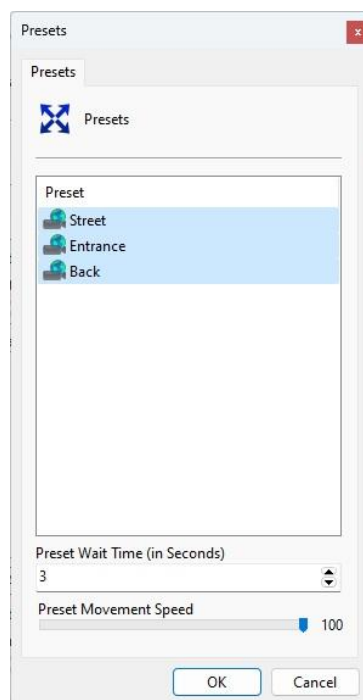 Presets
x
Presets
Presets
Preset
Street
Entrance
Back
Preset Wait Time (in Seconds)
3
Preset Movement Speed
100
OK Cancel